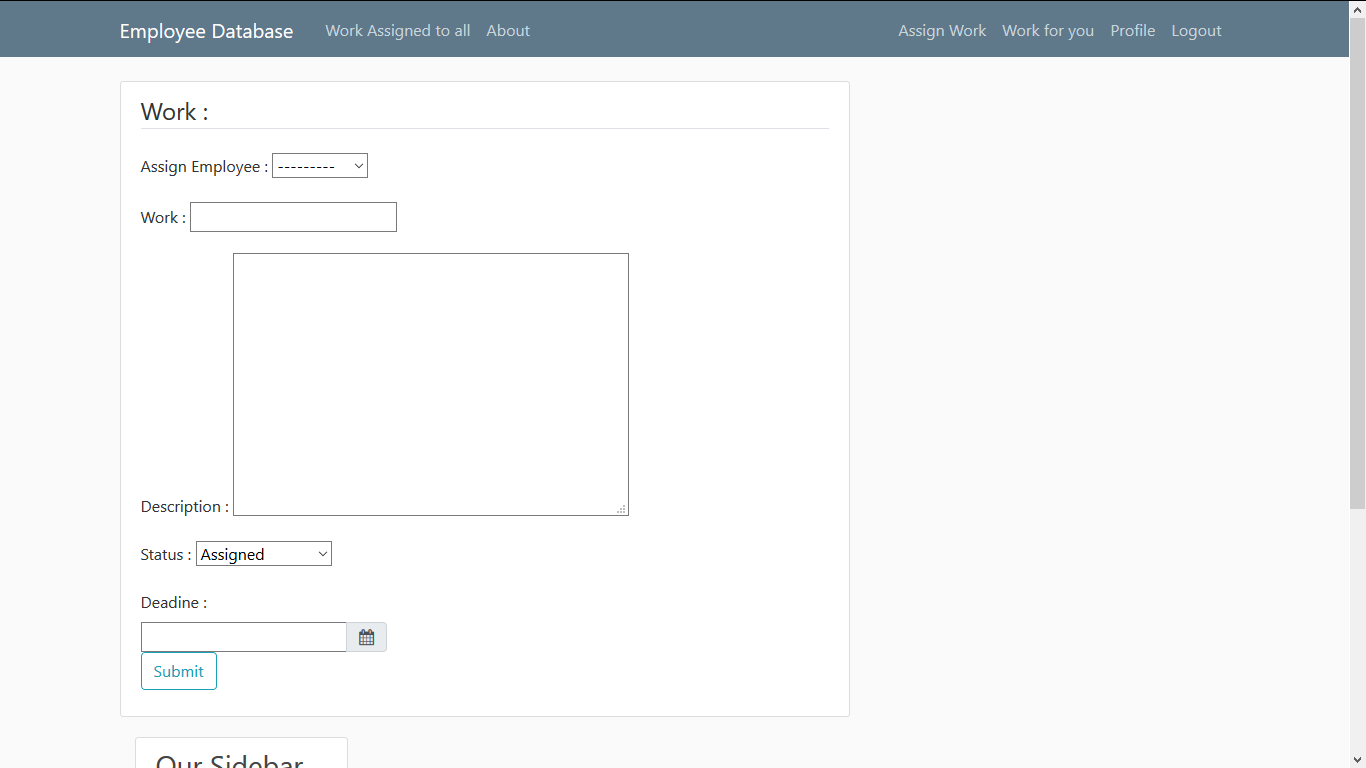 Employee Database Work Assigned to all About Assign Work Work for you Profile Logout
Work :
Assign Employee : ---------
Work :
Description :
Status : Assigned
Deadine :
Submit
Our Sidebar